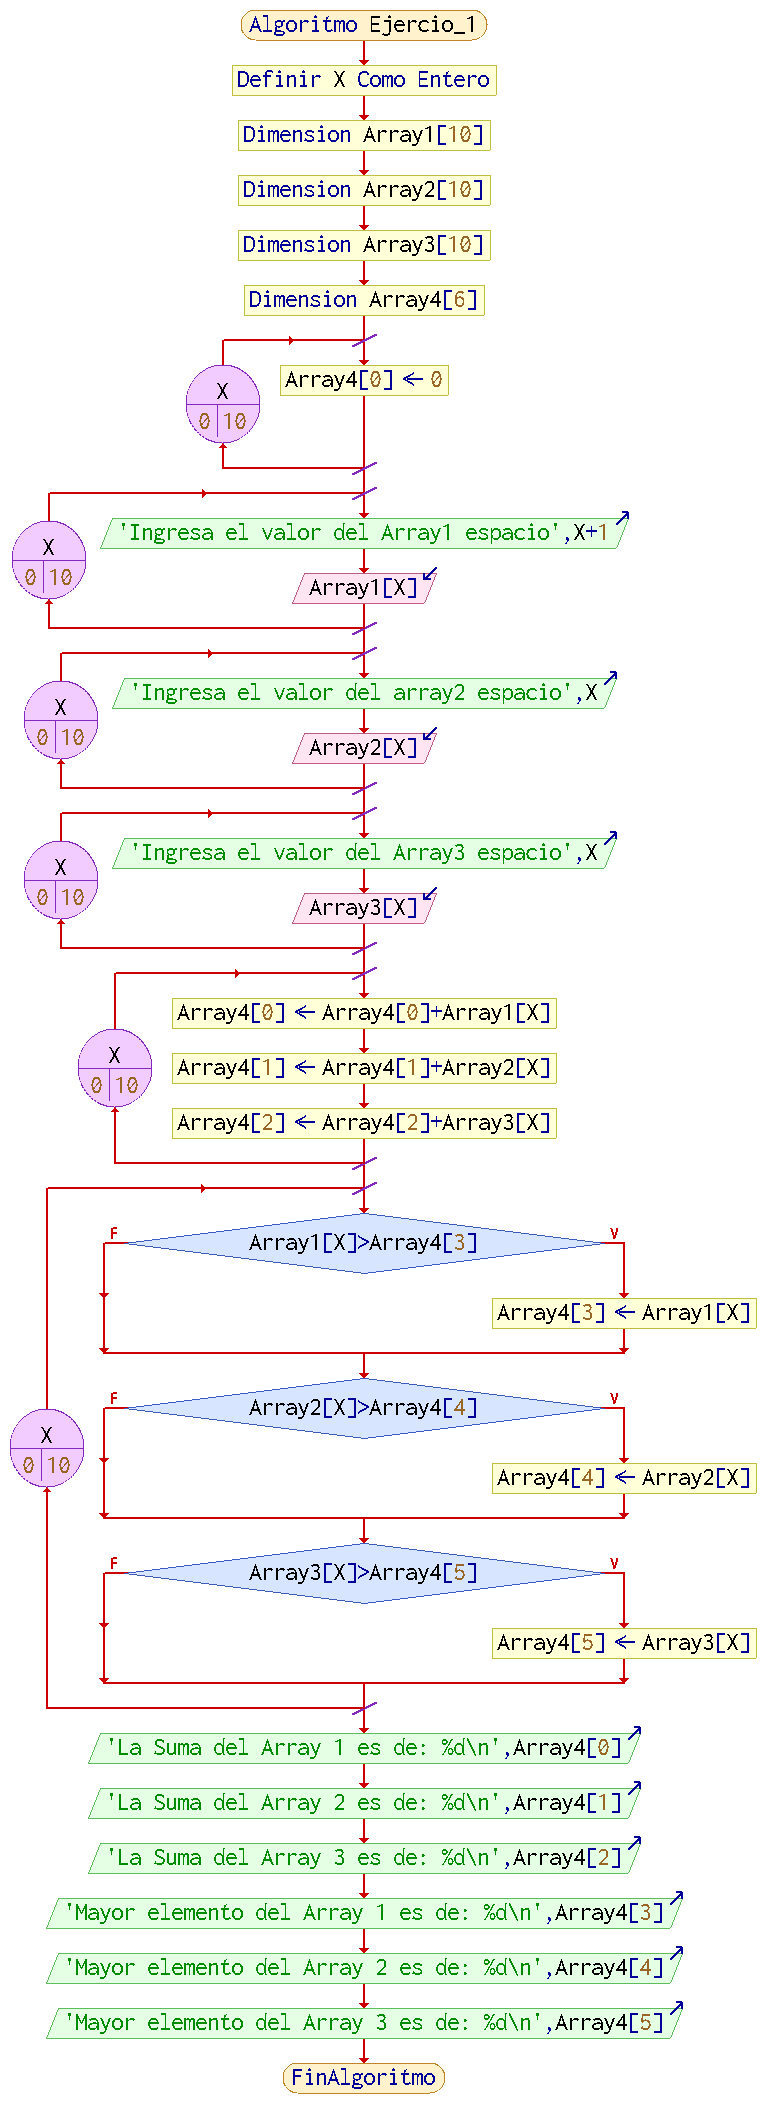 Algoritmo Ejercio_1
Definir X Como Entero
Dimension Array1[10]
Dimension Array2[10]
Dimension Array3[10]
Dimension Array4[6]
X
0 10
Array4[0] ← 0
X
0 10
'Ingresa el valor del Array1 espacio',X+1
Array1[X]
X
0 10
'Ingresa el valor del array2 espacio',X
Array2[X]
X
0 10
'Ingresa el valor del Array3 espacio',X
Array3[X]
X
0 10
Array4[0] ← Array4[0]+Array1[X]
Array4[1] ← Array4[1]+Array2[X]
Array4[2] ← Array4[2]+Array3[X]
X
0 10
F
Array1[X]>Array4[3]
V
Array4[3] ← Array1[X]
F
Array2[X]>Array4[4]
V
Array4[4] ← Array2[X]
F
Array3[X]>Array4[5]
V
Array4[5] ← Array3[X]
'La Suma del Array 1 es de: %d\n',Array4[0]
'La Suma del Array 2 es de: %d\n',Array4[1]
'La Suma del Array 3 es de: %d\n',Array4[2]
'Mayor elemento del Array 1 es de: %d\n',Array4[3]
'Mayor elemento del Array 2 es de: %d\n',Array4[4]
'Mayor elemento del Array 3 es de: %d\n',Array4[5]
FinAlgoritmo